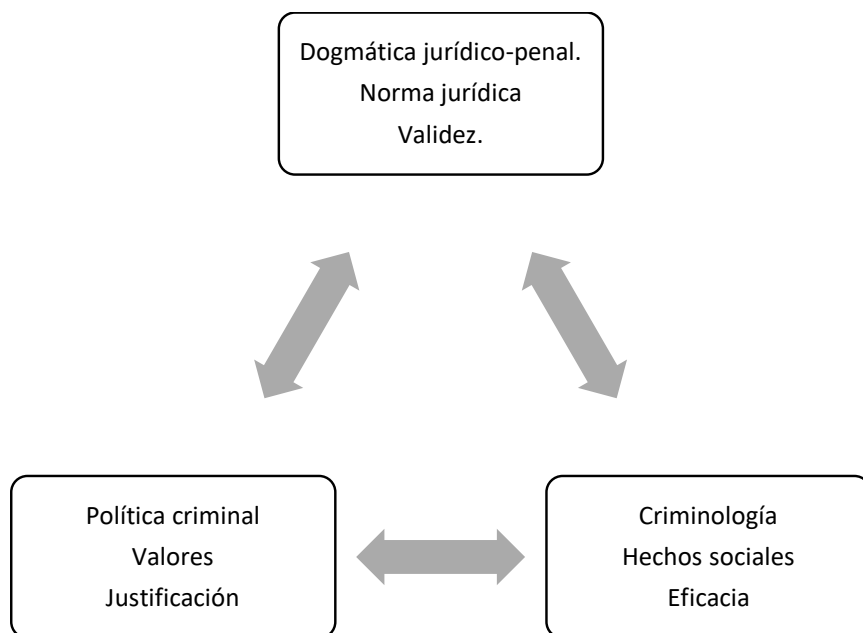 Dogmática jurídico-penal.
Norma jurídica
Validez.
Política criminal
Valores
Justificación
Criminología
Hechos sociales
Eficacia